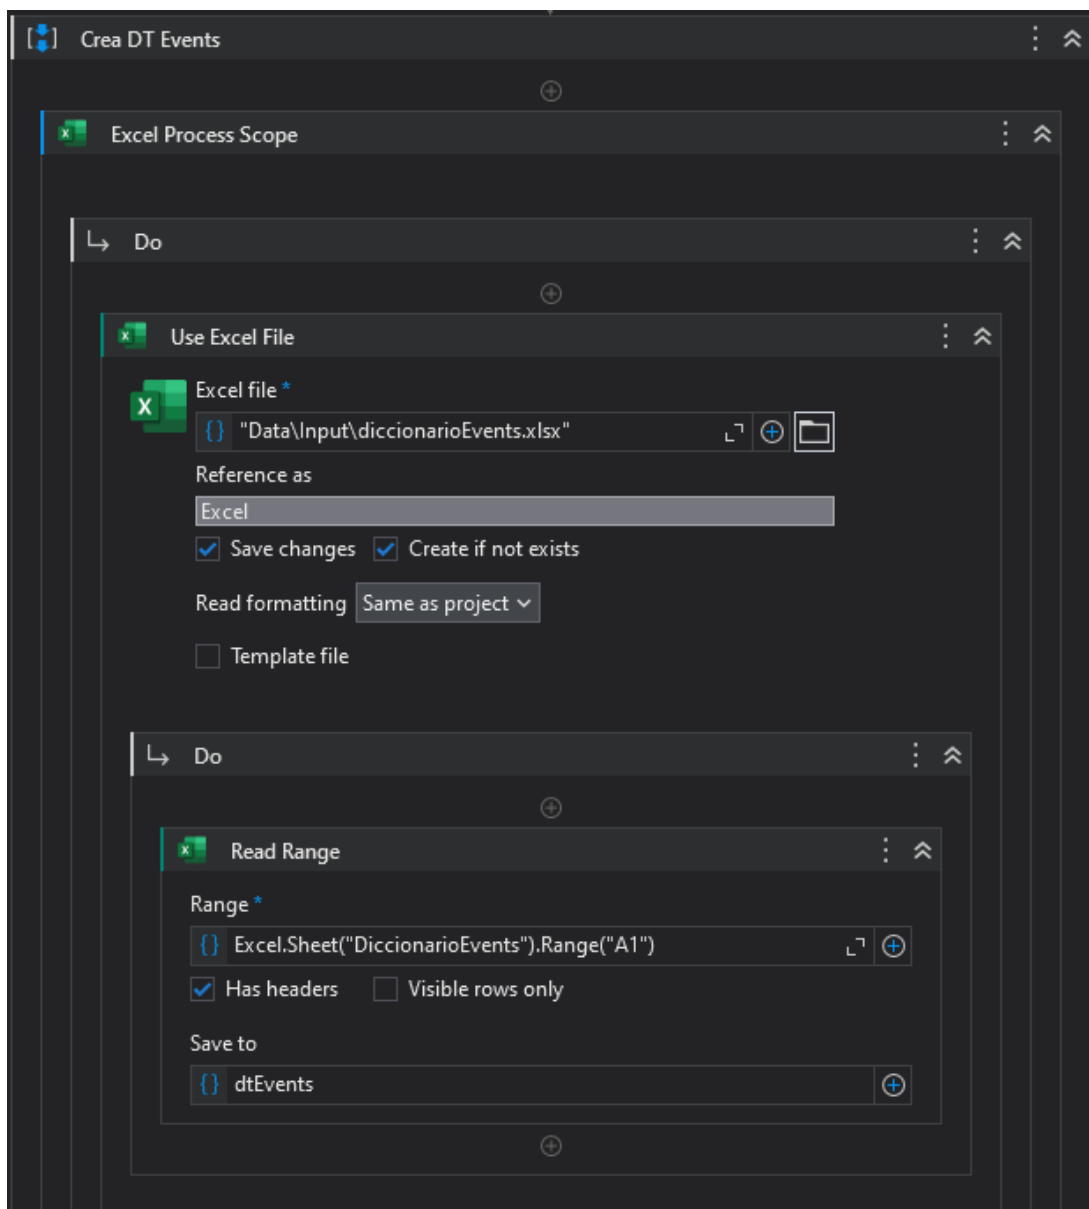 Crea DT Events
Excel Process Scope
Do
Use Excel File
Excel file *
"Data\Input\diccionarioEvents.xlsx"
Reference as
Excel
Save changes Create if not exists
Read formatting Same as project
Template file
Do
Read Range
Range *
Excel.Sheet("DiccionarioEvents").Range("A1")
Has headers Visible rows only
Save to
dtEvents